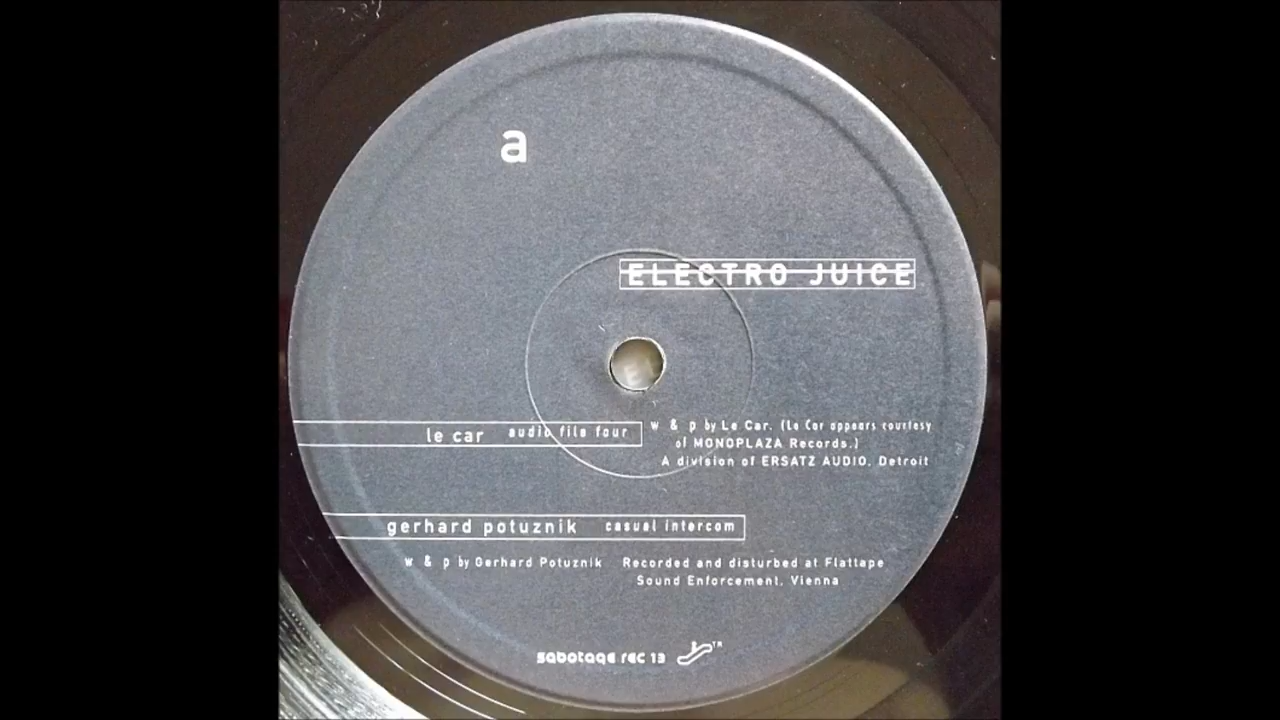 a
ELECTRO JUICE
le car audio file four
w & p by Le Car. (Le Car appears courtesy
of MONOPLAZA Records.)
A division of ERSATZ AUDIO, Detroit
gerhard potuznik casual intercom
w & p by Gerhard Potuznik Recorded and disturbed at Flattape
Sound Enforcement, Vienna
sabotage rec 13 TM